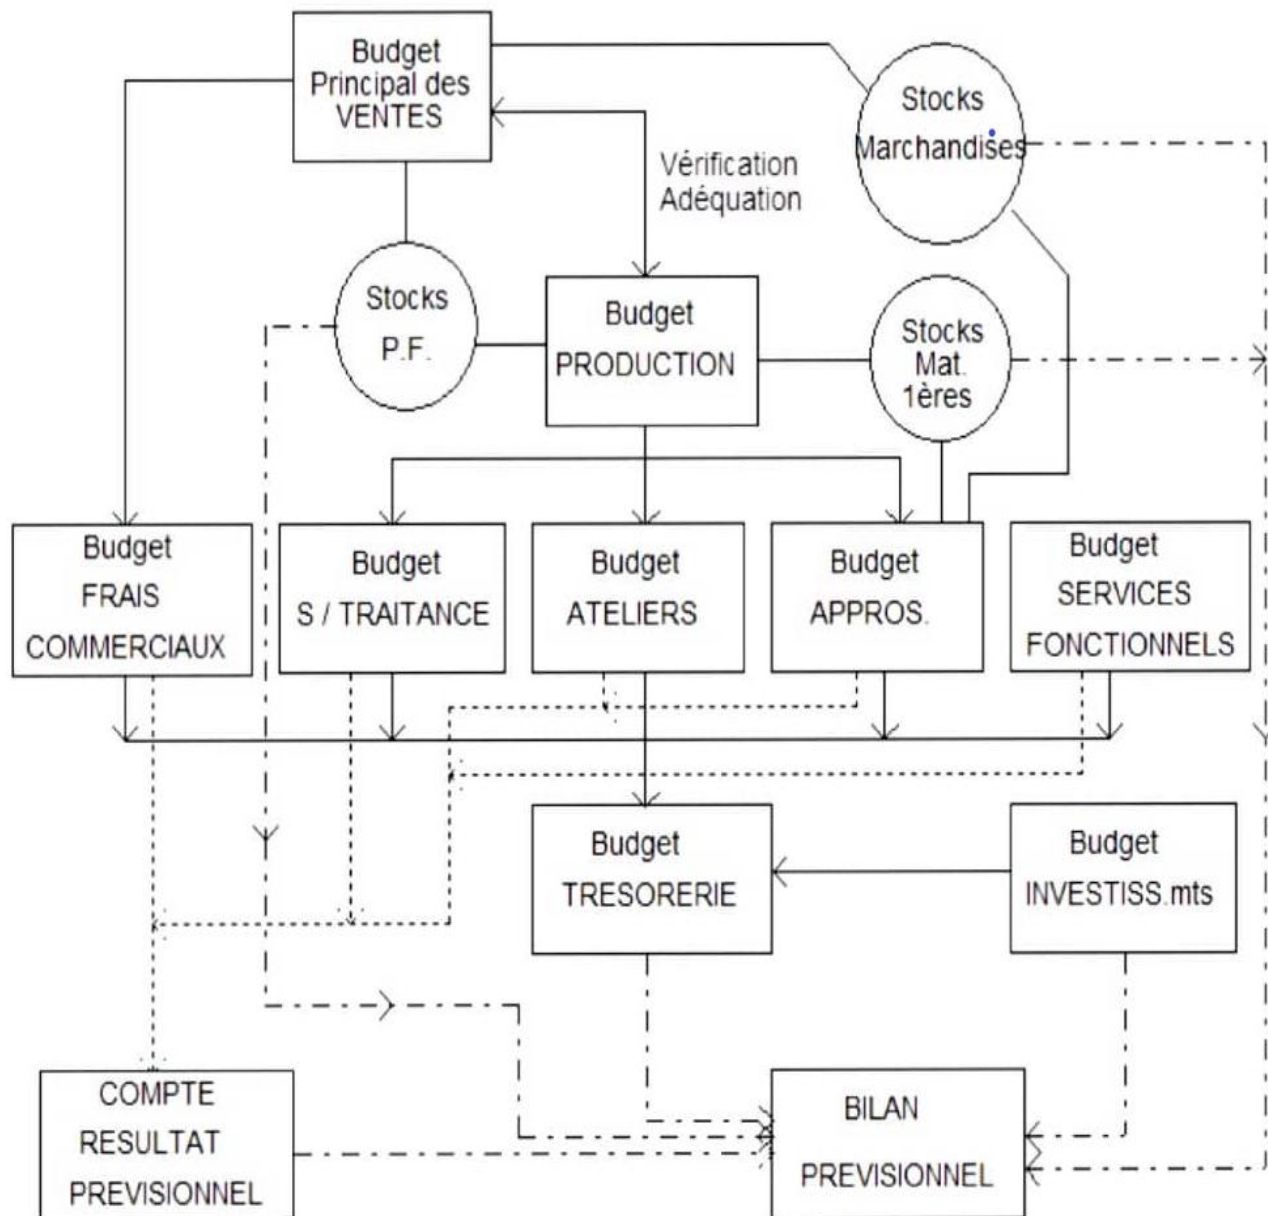 Budget
Principal des
VENTES
Stocks
Marchandises
Vérification
Adéquation
Stocks
P.F.
Budget
PRODUCTION
Stocks
Mat.
1ères
Budget
FRAIS
COMMERCIAUX
Budget
S / TRAITANCE
Budget
ATELIERS
Budget
APPROS.
Budget
SERVICES
FONCTIONNELS
Budget
TRESORERIE
Budget
INVESTISS.mts
COMPTE
RESULTAT
PREVISIONNEL
BILAN
PREVISIONNEL